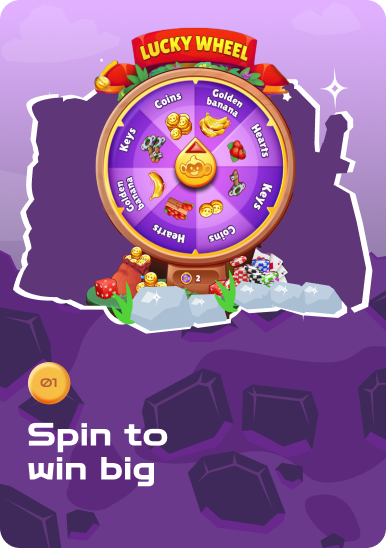 LUCKY WHEEL
Coins
Golden
banana
Hearts
Keys
Coins
Hearts
Golden
banana
Keys
2
01
Spin to
win big